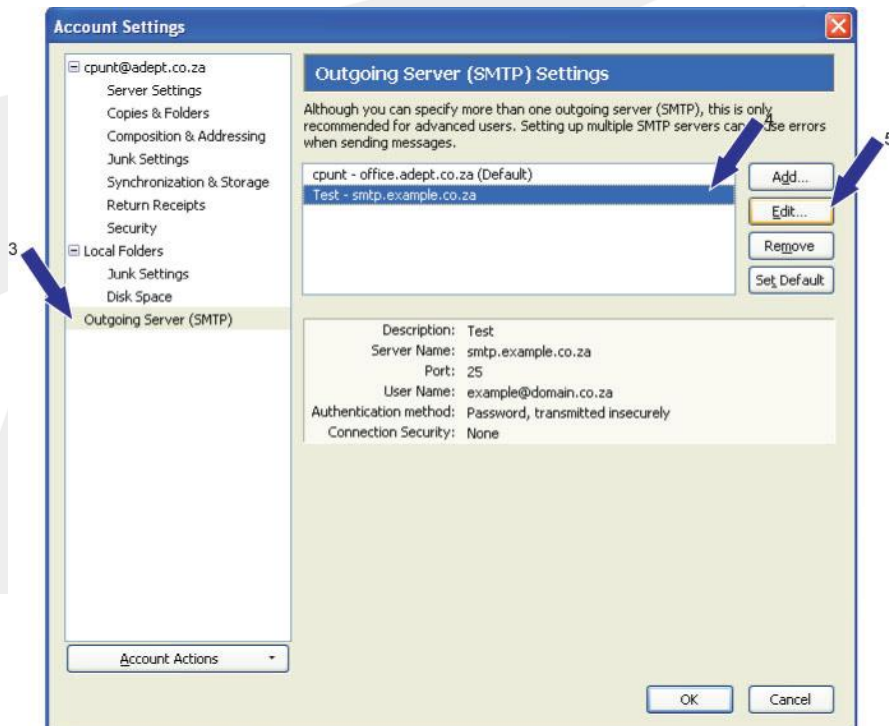 Account Settings
cpunt@adept.co.za
Server Settings
Copies & Folders
Composition & Addressing
Junk Settings
Synchronization & Storage
Return Receipts
Security
Local Folders
Junk Settings
Disk Space
Outgoing Server (SMTP)
Account Actions
3
Outgoing Server (SMTP) Settings
Although you can specify more than one outgoing server (SMTP), this is only
recommended for advanced users. Setting up multiple SMTP servers can errors
when sending messages.
4
5
cpunt - office.adept.co.za (Default)
Test - smtp.example.co.za
Add...
Edit...
Remove
Set Default
Description: Test
Server Name: smtp.example.co.za
Port: 25
User Name: example@domain.co.za
Authentication method: Password, transmitted insecurely
Connection Security: None
OK
Cancel